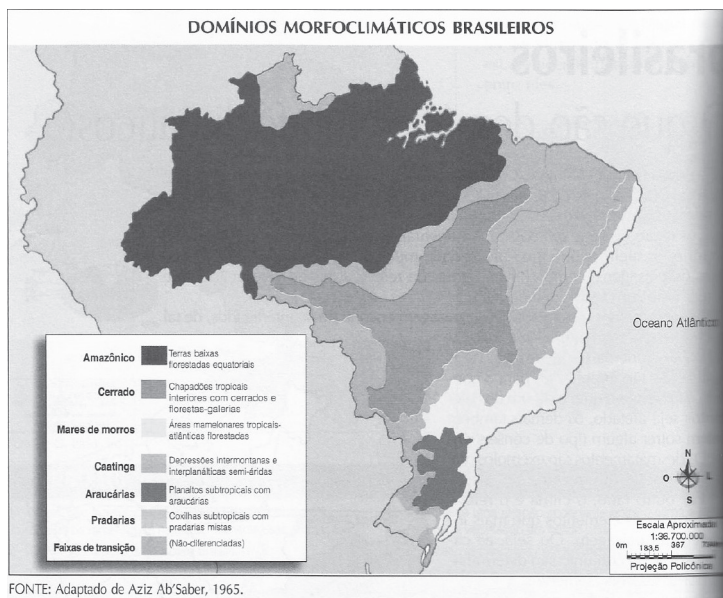 DOMÍNIOS MORFOCLIMÁTICOS BRASILEIROS
Oceano Atlântico
Amazônico
Terras baixas
florestadas equatoriais
Cerrado
Chapadões tropicais
interiores com cerrados e
florestas-galerias
Mares de morros
Áreas mamelonares tropicais-
atlânticas florestadas
Caatinga
Depressões intermontanas e
interplanálticas semi-áridas
Araucárias
Planaltos subtropicais com
araucárias
Pradarias
Coxilhas subtropicais com
pradarias mistas
Faixas de transição
(Não-diferenciadas)
N
O
L
S
Escala Aproximada
1:36.700.000
0m 183,5 367
Projeção Policônica
FONTE: Adaptado de Aziz Ab'Saber, 1965.